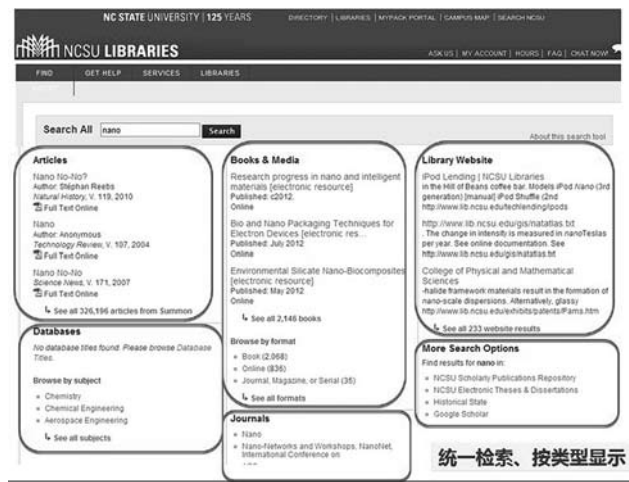 NC STATE UNIVERSITY | 125 YEARS
DIRECTORY | LIBRARIES | MYPACK PORTAL | CAMPUS MAP | SEARCH NCSU
NCSU LIBRARIES
ASK US | MY ACCOUNT | HOURS | FAQ | CHAT NOW!
FIND GET HELP SERVICES LIBRARIES
Search All nano Search
About this search tool
Articles
Nano No-No?
Author: Stephan Reebs
Natural History, V. 119, 2010
Full Text Online
Nano
Author: Anonymous
Technology Review, V. 107, 2004
Full Text Online
Nano No-No
Science News, V. 171, 2007
Full Text Online
See all 326,196 articles from Summon
Databases
No database titles found. Please browse Database
Titles.
Browse by subject
Chemistry
Chemical Engineering
Aerospace Engineering
See all subjects
Books & Media
Research progress in nano and intelligent
materials [electronic resource]
Published: c2012.
Online
Bio and Nano Packaging Techniques for
Electron Devices [electronic res...
Published: July 2012
Online
Environmental Silicate Nano-Biocomposites
[electronic resource]
Published: May 2012
Online
See all 2,146 books
Browse by format
Book (2,068)
Online (836)
Journal, Magazine, or Serial (35)
See all formats
Journals
Nano
Nano-Networks and Workshops, NanoNet,
International Conference on
Library Website
iPod Lending | NCSU Libraries
in the Hill of Beans coffee bar. Models iPod Nano (3rd
generation) [manual] iPod Shuffle (2nd
http://www.lib.ncsu.edu/techlending/ipods
http://www.lib.ncsu.edu/gis/natatlas.txt
. The change in intensity is measured in nanoTeslas
per year. See online documentation. See
http://www.lib.ncsu.edu/gis/natatlas.txt
College of Physical and Mathematical
Sciences
-halide framework materials result in the formation of
nano-scale dispersions. Alternatively, glassy
http://www.lib.ncsu.edu/exhibits/patents/Pams.htm
See all 233 website results
More Search Options
Find results for nano in:
NCSU Scholarly Publications Repository
NCSU Electronic Theses & Dissertations
Historical State
Google Scholar
统一检索、按类型显示